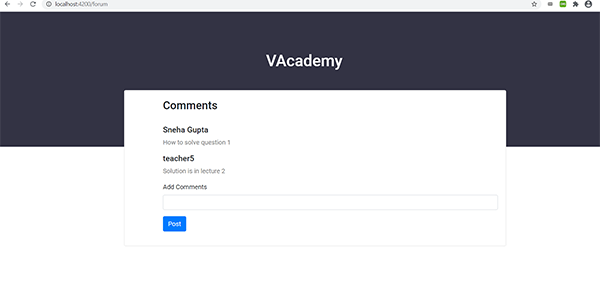 localhost:4200/forum
VAcademy
Comments
Sneha Gupta
How to solve question 1
teacher5
Solution is in lecture 2
Add Comments
Post